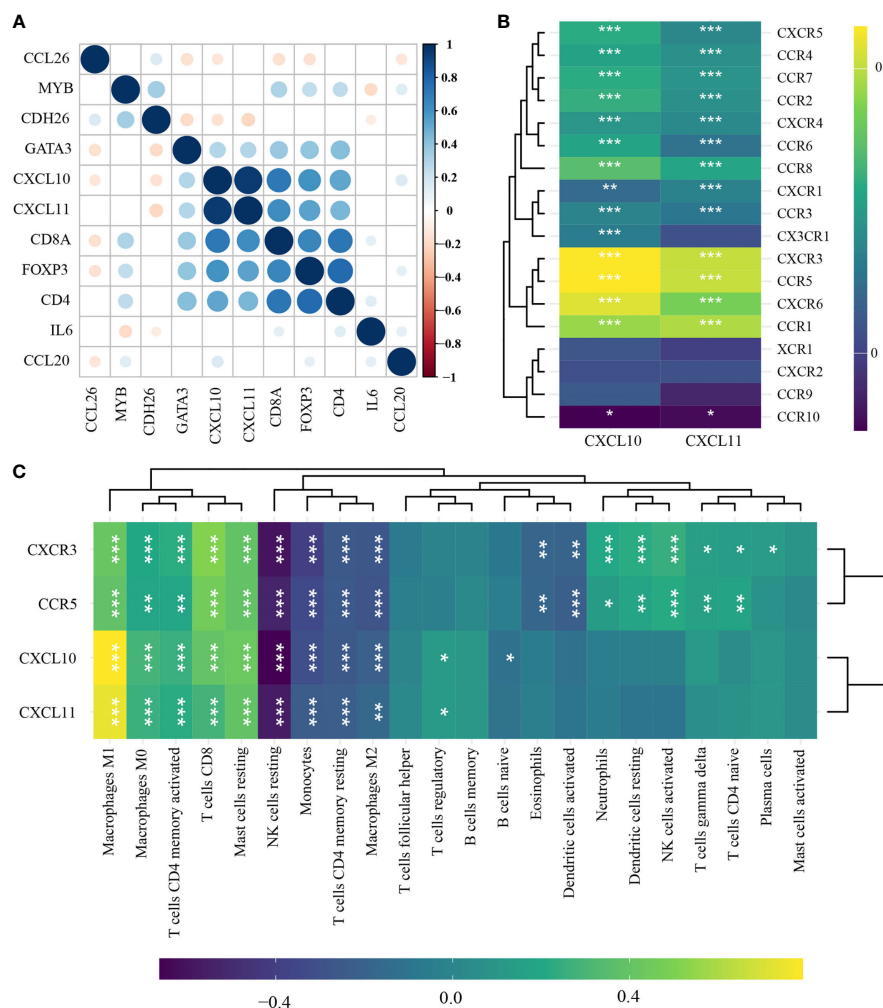 A
CCL26
MYB
CDH26
GATA3
CXCL10
CXCL11
CD8A
FOXP3
CD4
IL6
CCL20
CCL26
MYB
CDH26
GATA3
CXCL10
CXCL11
CD8A
FOXP3
CD4
IL6
CCL20
1
0.8
0.6
0.4
0.2
0
−0.2
−0.4
−0.6
−0.8
−1
B
*** *** CXCR5
*** *** CCR4
*** *** CCR7
*** *** CCR2
*** *** CXCR4
*** *** CCR6
*** *** CCR8
** *** CXCR1
*** *** CCR3
*** CX3CR1
*** *** CXCR3
*** *** CCR5
*** *** CXCR6
*** *** CCR1
XCR1
CXCR2
CCR9
* * CCR10
CXCL10 CXCL11
0
0
C
CXCR3 *** *** *** *** *** *** *** *** *** ** ** *** *** *** * * *
CCR5 *** ** ** *** *** *** *** *** *** ** *** * ** *** ** **
CXCL10 *** *** *** *** *** *** *** *** *** * *
CXCL11 *** *** *** *** *** *** *** *** ** *
Macrophages M1
Macrophages M0
T cells CD4 memory activated
T cells CD8
Mast cells resting
NK cells resting
Monocytes
T cells CD4 memory resting
Macrophages M2
T cells follicular helper
T cells regulatory
B cells memory
B cells naive
Eosinophils
Dendritic cells activated
Neutrophils
Dendritic cells resting
NK cells activated
T cells gamma delta
T cells CD4 naive
Plasma cells
Mast cells activated
−0.4 0.0 0.4